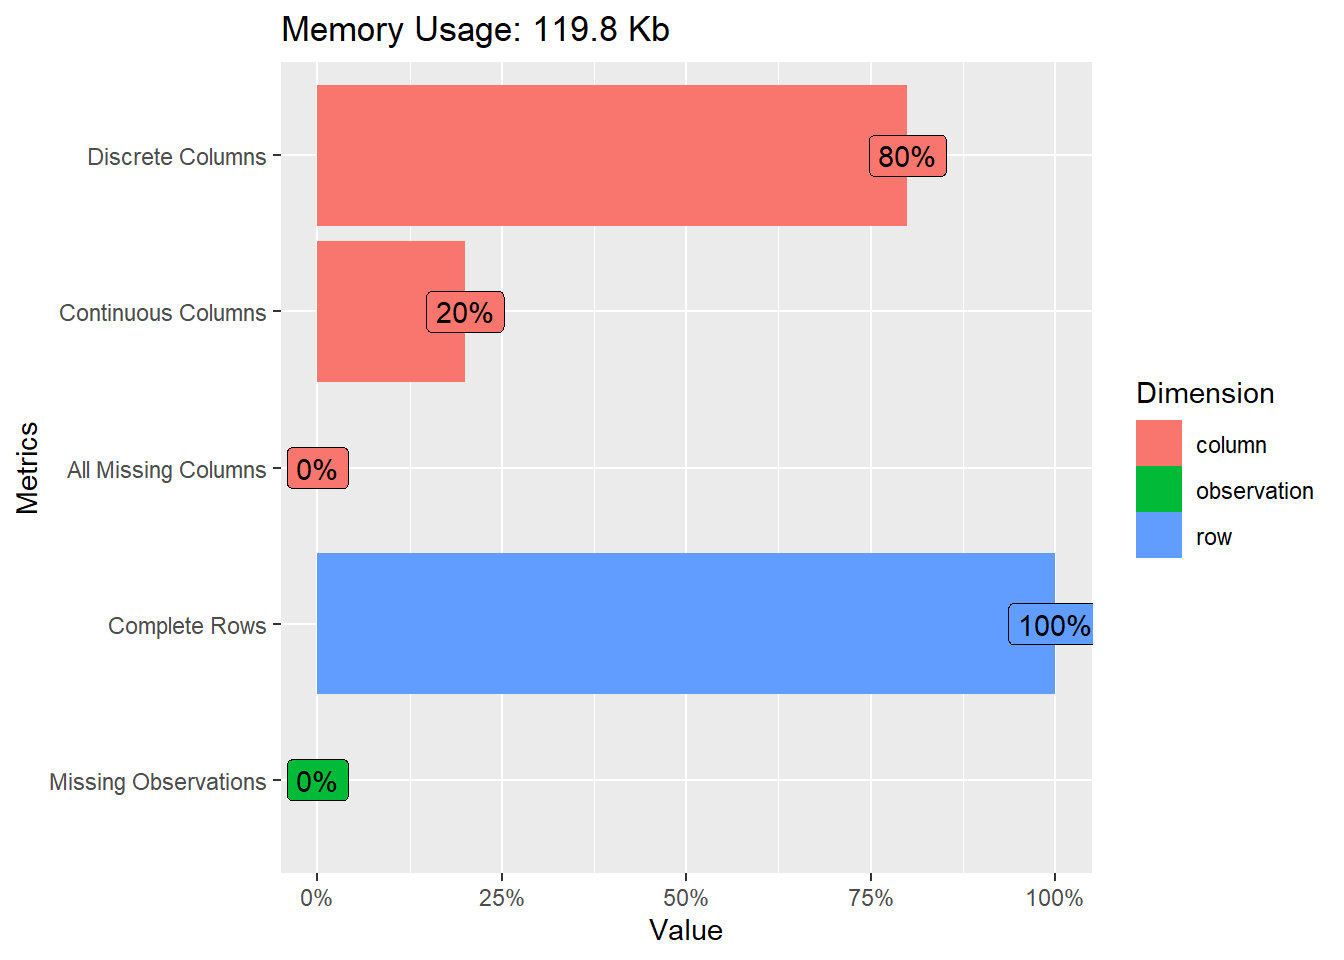 Memory Usage: 119.8 Kb
Metrics
Discrete Columns
80%
Continuous Columns
20%
All Missing Columns
0%
Complete Rows
100%
Missing Observations
0%
0%
25%
50%
75%
100%
Value
Dimension
column
observation
row